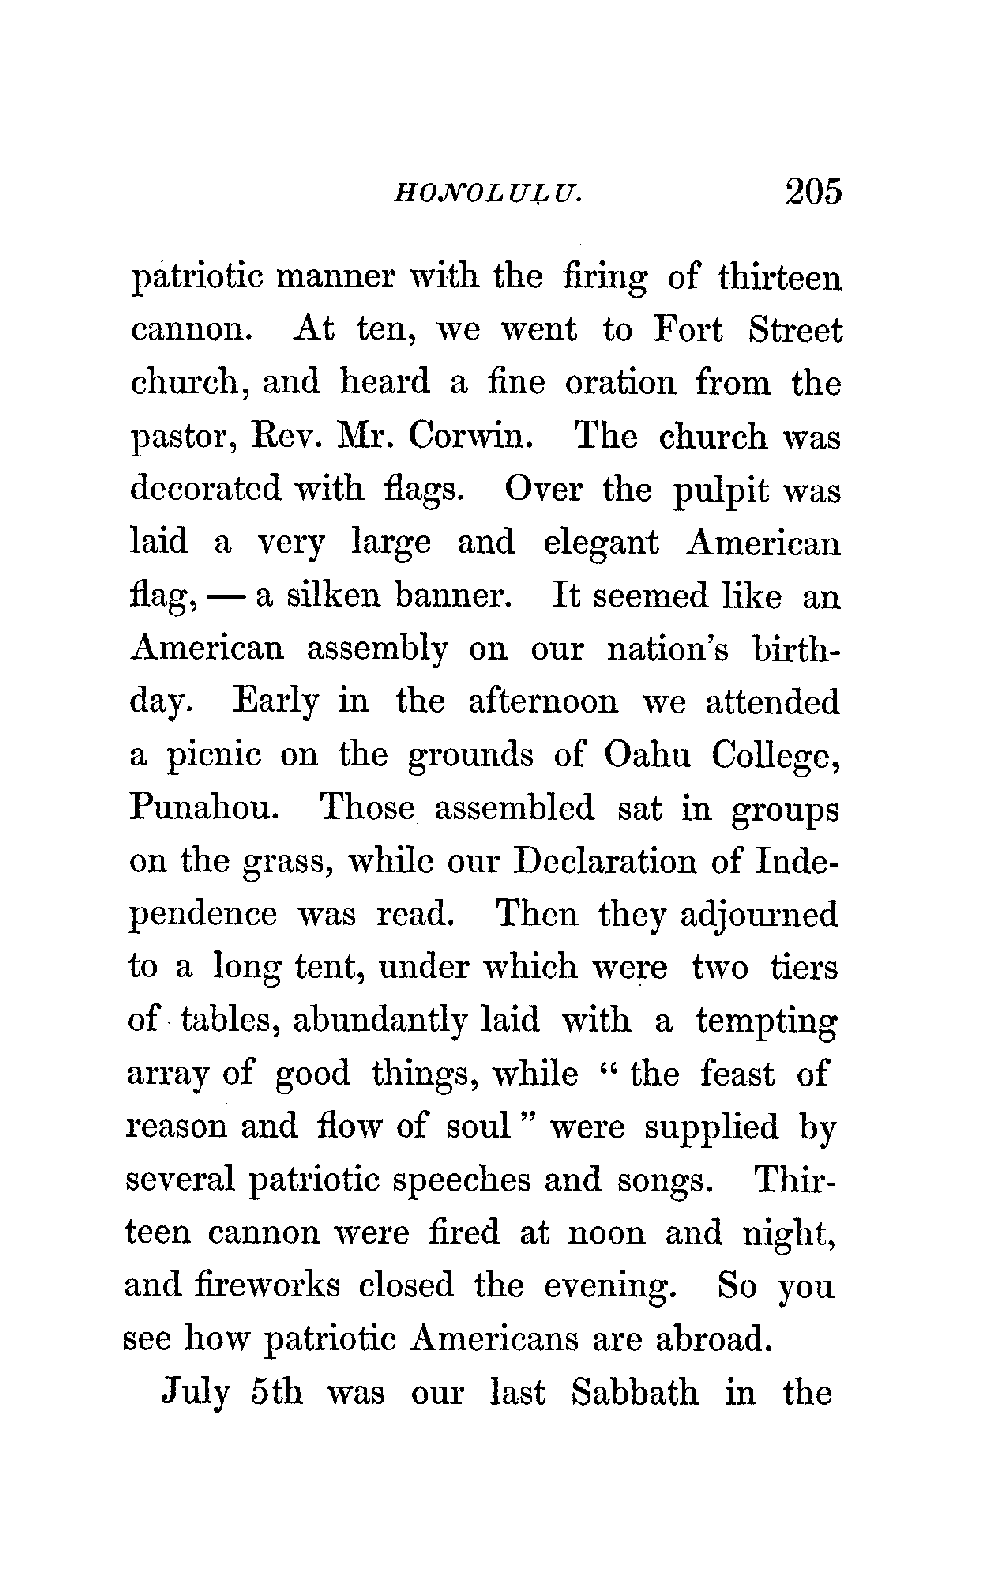 HONOLULU. 205
patriotic manner with the firing of thirteen
cannon. At ten, we went to Fort Street
church, and heard a fine oration from the
pastor, Rev. Mr. Corwin. The church was
decorated with flags. Over the pulpit was
laid a very large and elegant American
flag, — a silken banner. It seemed like an
American assembly on our nation's birth-
day. Early in the afternoon we attended
a picnic on the grounds of Oahu College,
Punahou. Those assembled sat in groups
on the grass, while our Declaration of Inde-
pendence was read. Then they adjourned
to a long tent, under which were two tiers
of tables, abundantly laid with a tempting
array of good things, while “ the feast of
reason and flow of soul ” were supplied by
several patriotic speeches and songs. Thir-
teen cannon were fired at noon and night,
and fireworks closed the evening. So you
see how patriotic Americans are abroad.
July 5th was our last Sabbath in the